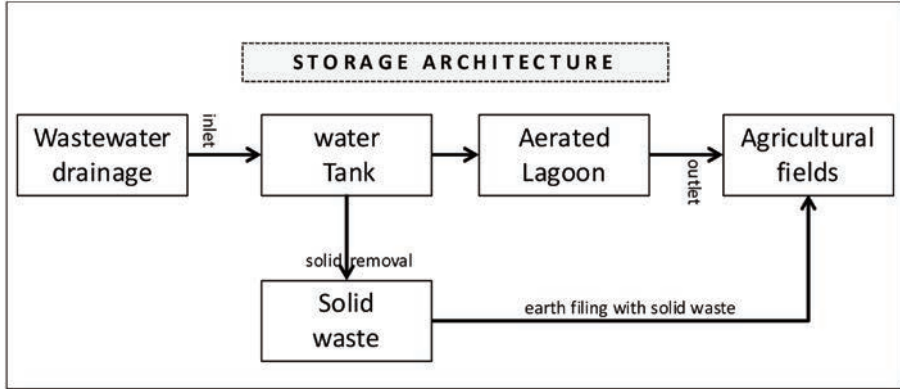 STORAGE ARCHITECTURE
Wastewater
drainage
inlet
water
Tank
Aerated
Lagoon
outlet
Agricultural
fields
solid removal
Solid
waste
earth filing with solid waste